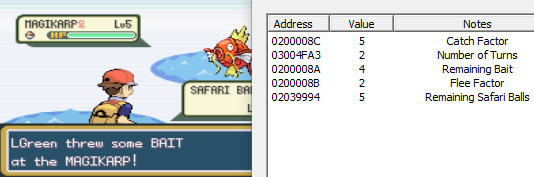 MAGIKARP♀ Lv5
HP
SAFARI BA
L
LGreen threw some BAIT
at the MAGIKARP!
Address Value Notes
0200008C 5 Catch Factor
03004FA3 2 Number of Turns
0200008A 4 Remaining Bait
0200008B 2 Flee Factor
02039994 5 Remaining Safari Balls